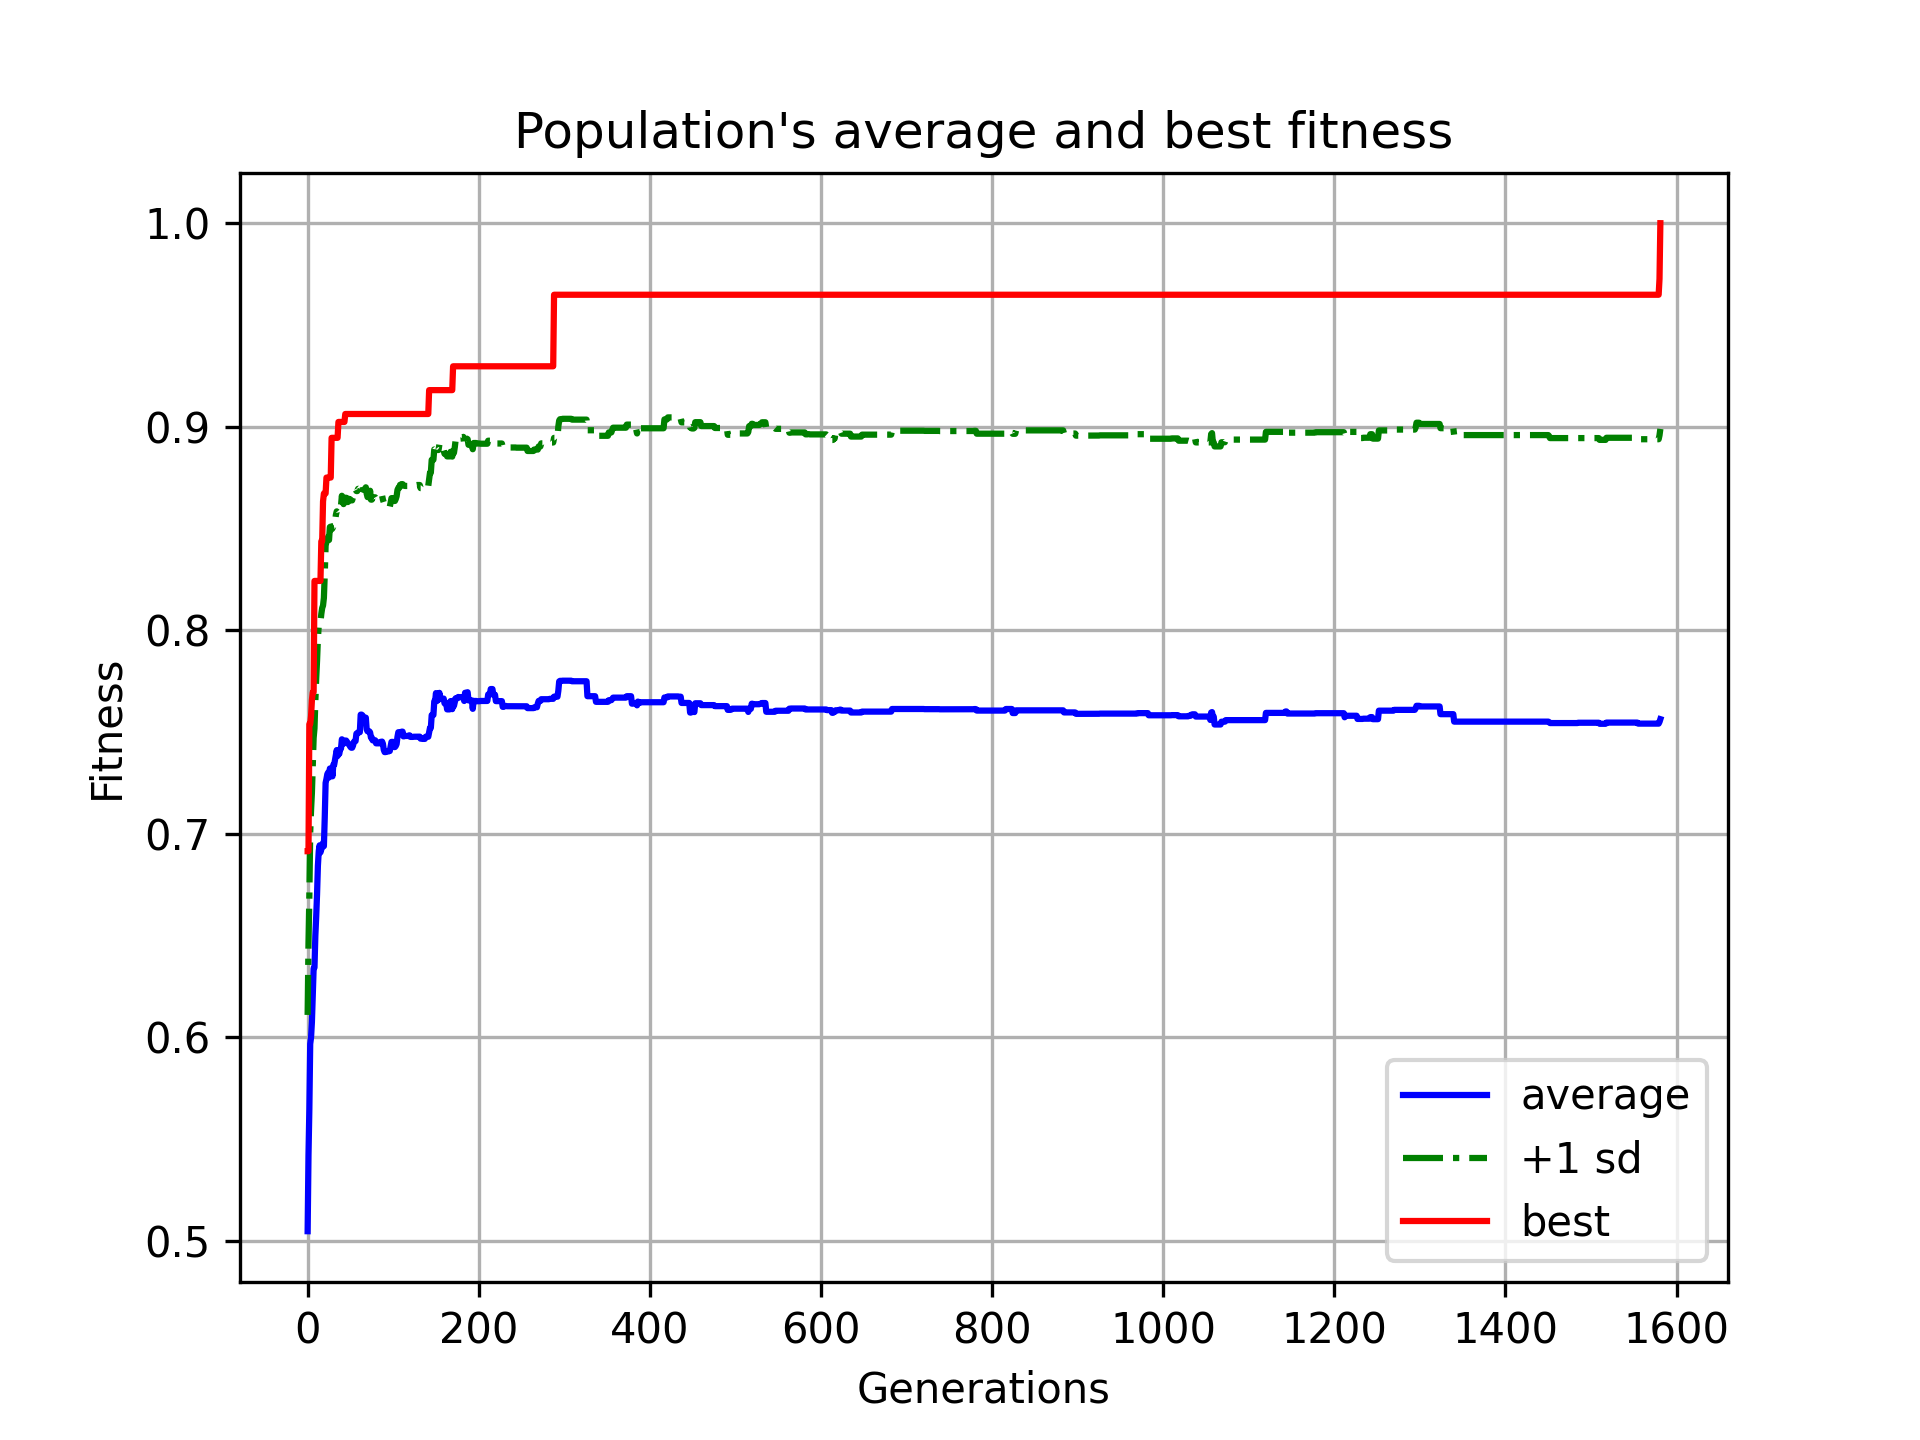 Population's average and best fitness
1.0
0.9
0.8
0.7
0.6
0.5
Fitness
average
+1 sd
best
0 200 400 600 800 1000 1200 1400 1600
Generations